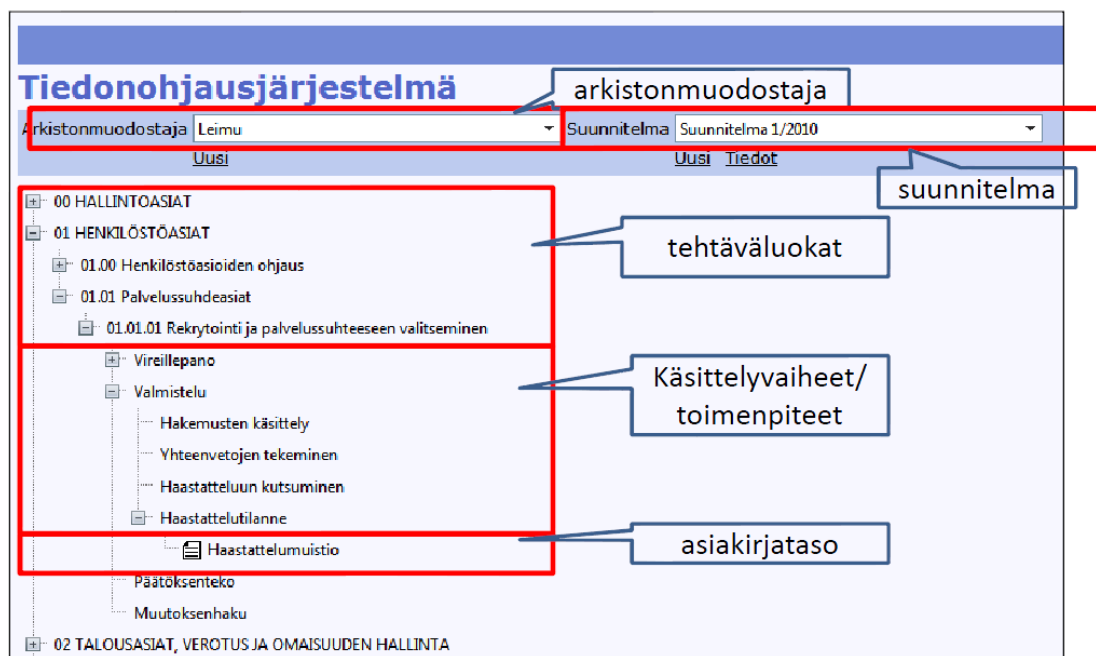 Tiedonohjausjärjestelmä
arkistonmuodostaja
Arkistonmuodostaja Leimu Suunnitelma Suunnitelma 1/2010
Uusi Uusi Tiedot
suunnitelma
00 HALLINTOASIAT
01 HENKILÖSTÖASIAT
tehtäväluokat
01.00 Henkilöstöasioiden ohjaus
01.01 Palvelussuhdeasiat
01.01.01 Rekrytointi ja palvelussuhteeseen valitseminen
Vireillepano
Käsittelyvaiheet/
toimenpiteet
Valmistelu
Hakemusten käsittely
Yhteenvetojen tekeminen
Haastatteluun kutsuminen
Haastattelutilanne
asiakirjataso
Haastattelumuistio
Päätöksenteko
Muutoksenhaku
02 TALOUSASIAT, VEROTUS JA OMAISUUDEN HALLINTA